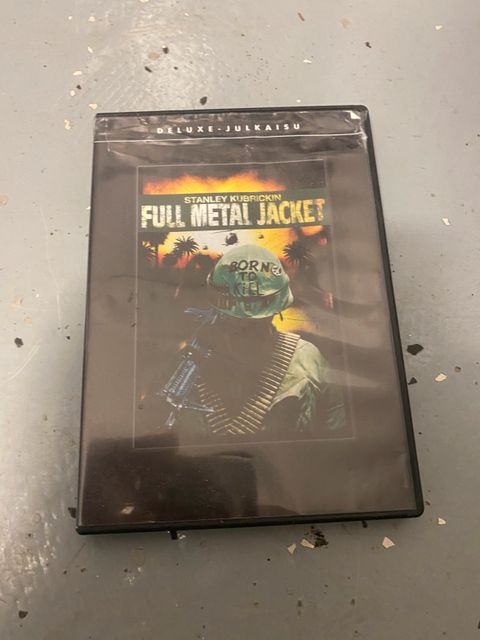 DELUXE-JULKAISU
STANLEY KUBRICKIN
FULL METAL JACKET
BORN
TO
KILL